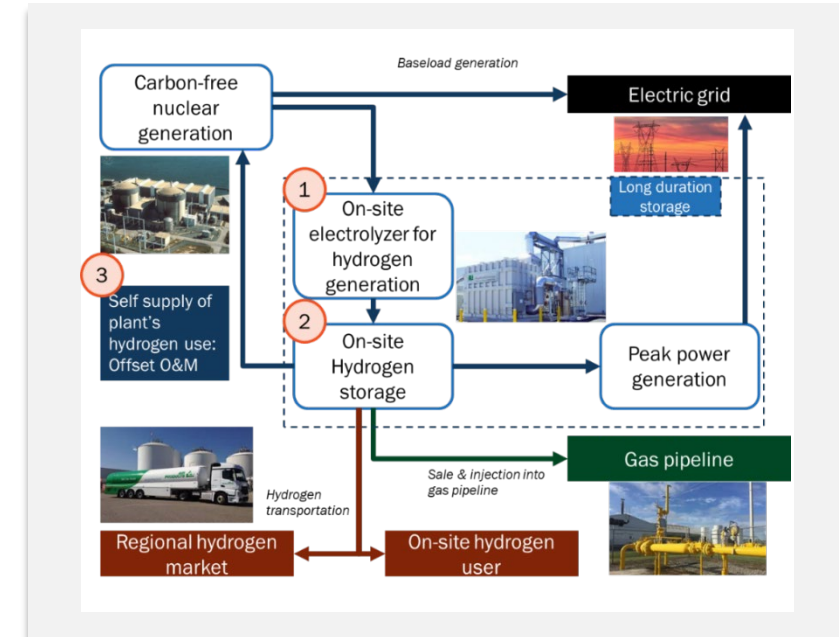 Baseload generation
Carbon-free
nuclear
generation
Electric grid
Long duration
storage
1
On-site
electrolyzer for
hydrogen
generation
3
Self supply of
plant's
hydrogen use:
Offset O&M
2
On-site
Hydrogen
storage
Peak power
generation
Gas pipeline
Sale & injection into
gas pipeline
Hydrogen
transportation
Regional hydrogen
market
On-site hydrogen
user